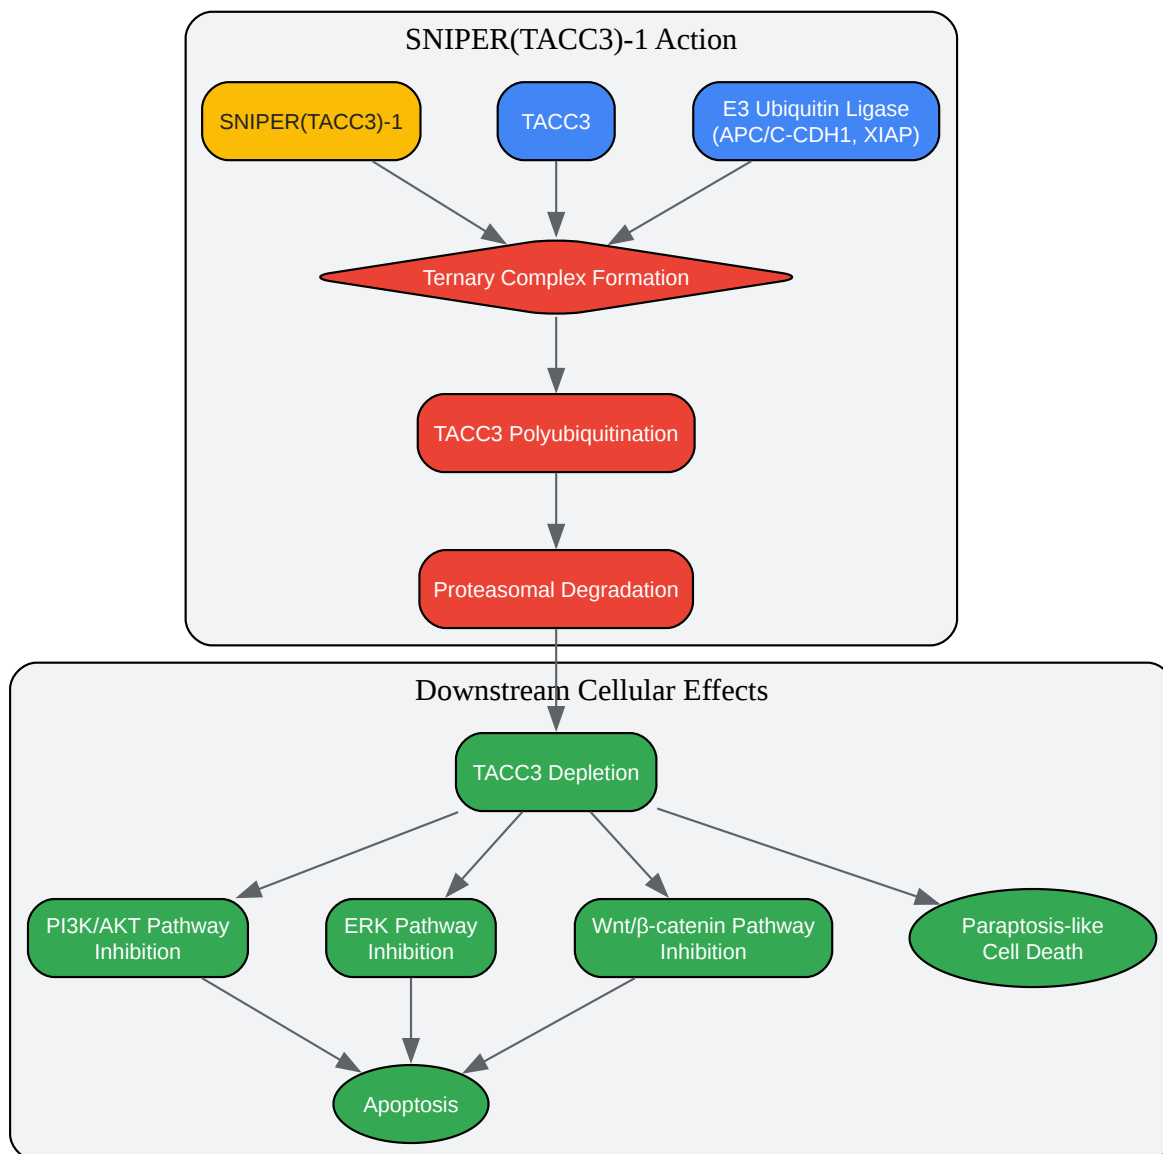 SNIPER(TACC3)-1 Action
SNIPER(TACC3)-1
TACC3
E3 Ubiquitin Ligase
(APC/C-CDH1, XIAP)
Ternary Complex Formation
TACC3 Polyubiquitination
Proteasomal Degradation
Downstream Cellular Effects
TACC3 Depletion
PI3K/AKT Pathway
Inhibition
ERK Pathway
Inhibition
Wnt/β-catenin Pathway
Inhibition
Paraptosis-like
Cell Death
Apoptosis